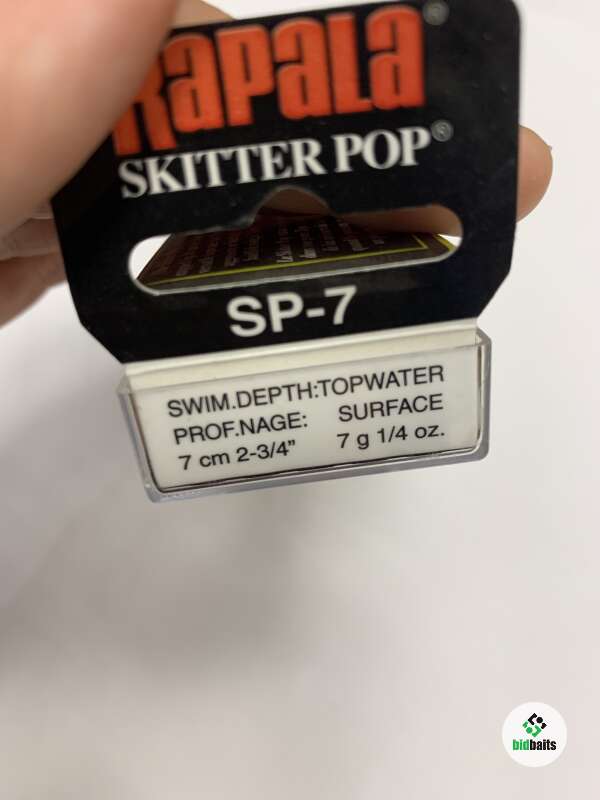 RAPALA®
SKITTER POP®
SP-7
SWIM.DEPTH:TOPWATER
PROF.NAGE: SURFACE
7 cm 2-3/4" 7 g 1/4 oz.
bidbaits